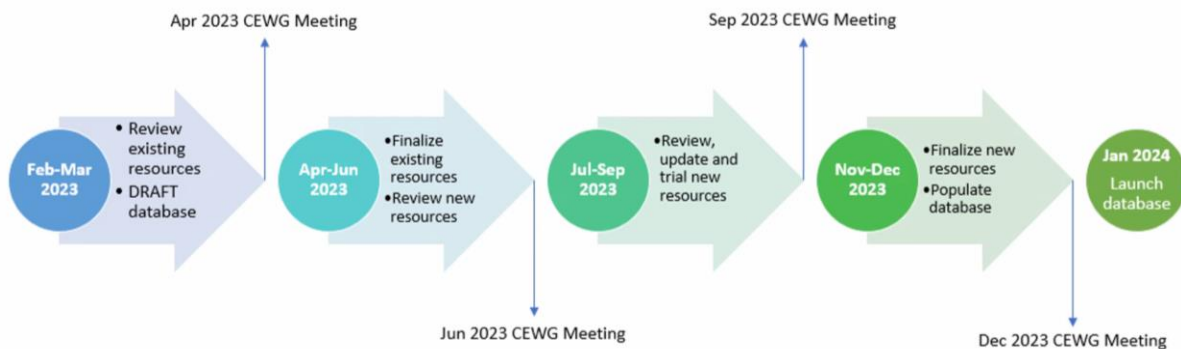 Apr 2023 CEWG Meeting
Sep 2023 CEWG Meeting
Feb-Mar
2023
• Review
existing
resources
• DRAFT
database
Apr-Jun
2023
•Finalize
existing
resources
•Review new
resources
Jul-Sep
2023
•Review,
update and
trial new
resources
Nov-Dec
2023
•Finalize new
resources
•Populate
database
Jan 2024
Launch
database
Jun 2023 CEWG Meeting
Dec 2023 CEWG Meeting